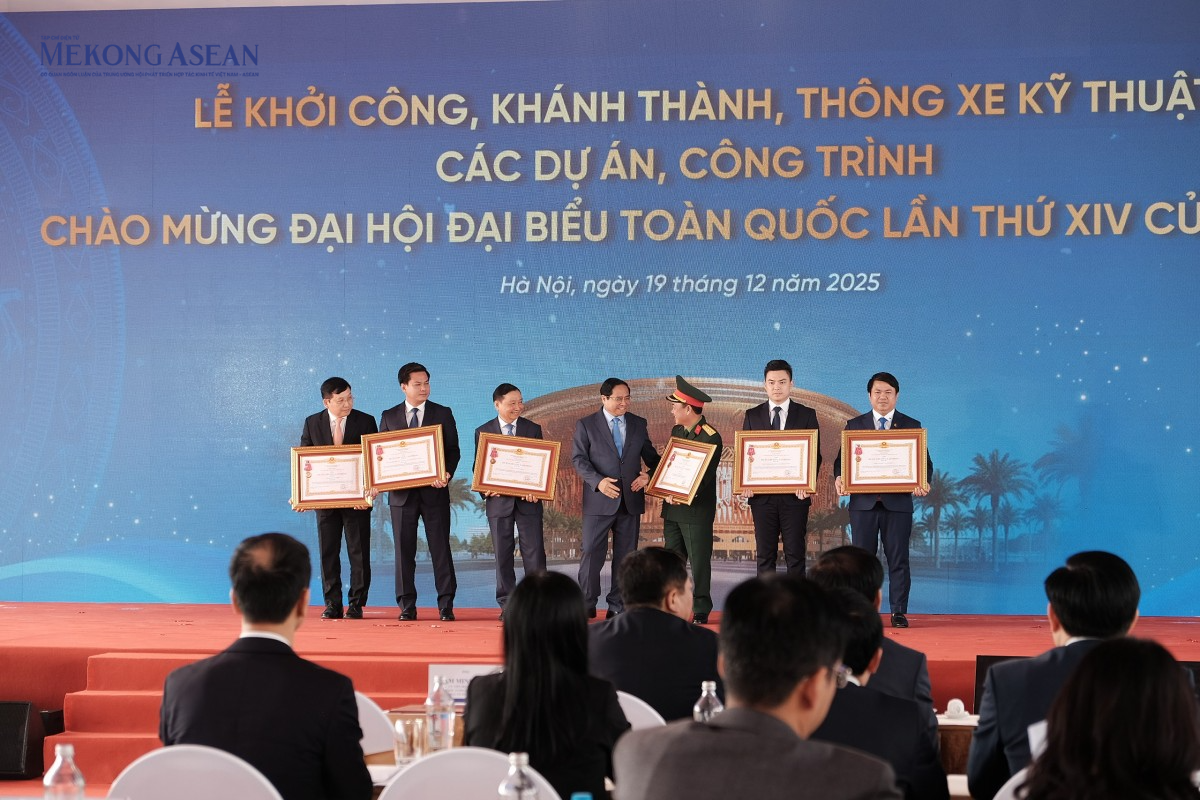 MEKONG ASEAN
LỄ KHỞI CÔNG, KHÁNH THÀNH, THÔNG XE KỸ THUẬ
CÁC DỰ ÁN, CÔNG TRÌNH
CHÀO MỪNG ĐẠI HỘI ĐẠI BIỂU TOÀN QUỐC LẦN THỨ XIV CỦ
Hà Nội, ngày 19 tháng 12 năm 2025